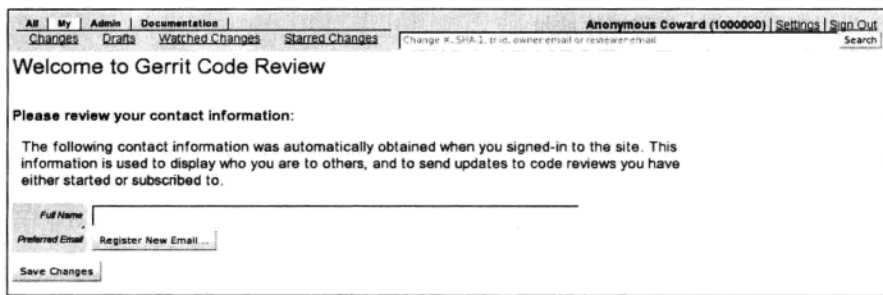 All | My | Admin | Documentation |
Anonymous Coward (1000000) | Settings | Sign Out
Changes Drafts Watched Changes Starred Changes
Change #, SHA-1, tr:id, owner:email or reviewer:email
Search
Welcome to Gerrit Code Review
Please review your contact information:
The following contact information was automatically obtained when you signed-in to the site. This
information is used to display who you are to others, and to send updates to code reviews you have
either started or subscribed to.
Full Name
Preferred Email Register New Email ...
Save Changes